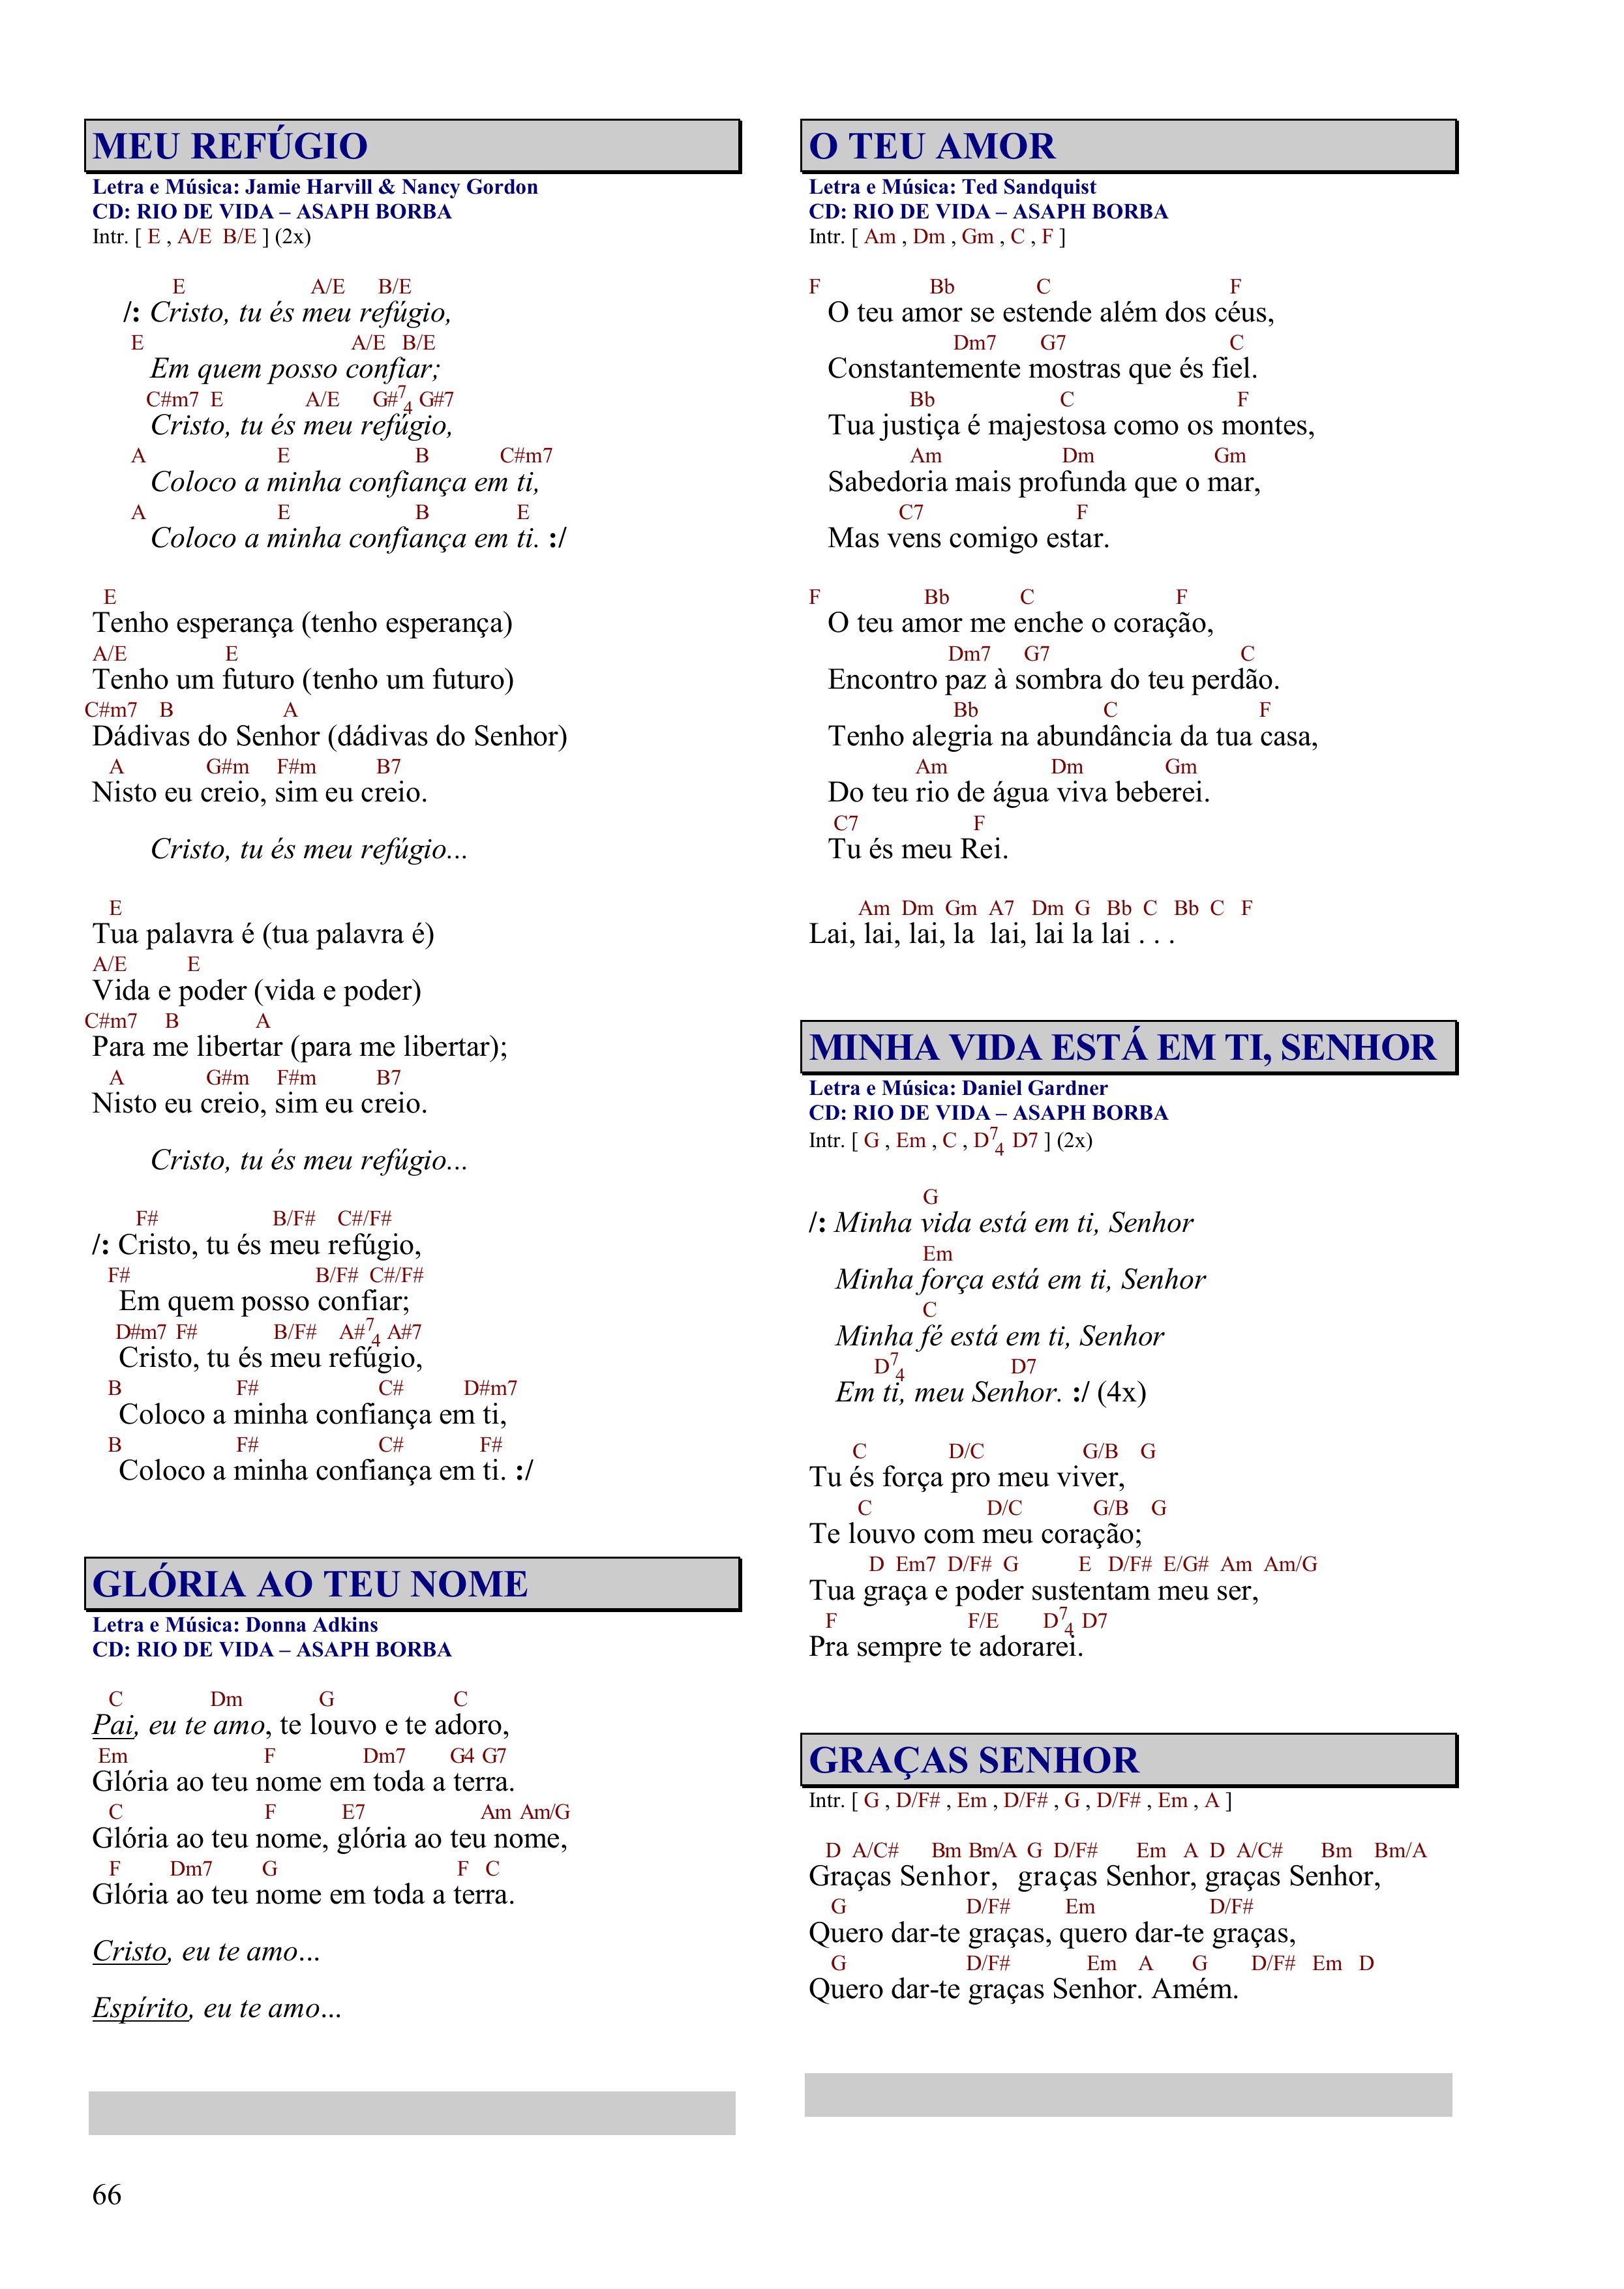 MEU REFÚGIO
Letra e Música: Jamie Harvill & Nancy Gordon
CD: RIO DE VIDA – ASAPH BORBA
Intr. [ E , A/E B/E ] (2x)
E A/E B/E
/: Cristo, tu és meu refúgio,
E A/E B/E
Em quem posso confiar;
C#m7 E A/E G#74 G#7
Cristo, tu és meu refúgio,
A E B C#m7
Coloco a minha confiança em ti,
A E B E
Coloco a minha confiança em ti. :/
E
Tenho esperança (tenho esperança)
A/E E
Tenho um futuro (tenho um futuro)
C#m7 B A
Dádivas do Senhor (dádivas do Senhor)
A G#m F#m B7
Nisto eu creio, sim eu creio.
Cristo, tu és meu refúgio...
E
Tua palavra é (tua palavra é)
A/E E
Vida e poder (vida e poder)
C#m7 B A
Para me libertar (para me libertar);
A G#m F#m B7
Nisto eu creio, sim eu creio.
Cristo, tu és meu refúgio...
F# B/F# C#/F#
/: Cristo, tu és meu refúgio,
F# B/F# C#/F#
Em quem posso confiar;
D#m7 F# B/F# A#74 A#7
Cristo, tu és meu refúgio,
B F# C# D#m7
Coloco a minha confiança em ti,
B F# C# F#
Coloco a minha confiança em ti. :/
GLÓRIA AO TEU NOME
Letra e Música: Donna Adkins
CD: RIO DE VIDA – ASAPH BORBA
C Dm G C
Pai, eu te amo, te louvo e te adoro,
Em F Dm7 G4 G7
Glória ao teu nome em toda a terra.
C F E7 Am Am/G
Glória ao teu nome, glória ao teu nome,
F Dm7 G F C
Glória ao teu nome em toda a terra.
Cristo, eu te amo...
Espírito, eu te amo...
66
O TEU AMOR
Letra e Música: Ted Sandquist
CD: RIO DE VIDA – ASAPH BORBA
Intr. [ Am , Dm , Gm , C , F ]
F Bb C F
O teu amor se estende além dos céus,
Dm7 G7 C
Constantemente mostras que és fiel.
Bb C F
Tua justiça é majestosa como os montes,
Am Dm Gm
Sabedoria mais profunda que o mar,
C7 F
Mas vens comigo estar.
F Bb C F
O teu amor me enche o coração,
Dm7 G7 C
Encontro paz à sombra do teu perdão.
Bb C F
Tenho alegria na abundância da tua casa,
Am Dm Gm
Do teu rio de água viva beberei.
C7 F
Tu és meu Rei.
Am Dm Gm A7 Dm G Bb C Bb C F
Lai, lai, lai, la lai, lai la lai . . .
MINHA VIDA ESTÁ EM TI, SENHOR
Letra e Música: Daniel Gardner
CD: RIO DE VIDA – ASAPH BORBA
Intr. [ G , Em , C , D74 D7 ] (2x)
G
/: Minha vida está em ti, Senhor
Em
Minha força está em ti, Senhor
C
Minha fé está em ti, Senhor
D74 D7
Em ti, meu Senhor. :/ (4x)
C D/C G/B G
Tu és força pro meu viver,
C D/C G/B G
Te louvo com meu coração;
D Em7 D/F# G E D/F# E/G# Am Am/G
Tua graça e poder sustentam meu ser,
F F/E D74 D7
Pra sempre te adorarei.
GRAÇAS SENHOR
Intr. [ G , D/F# , Em , D/F# , G , D/F# , Em , A ]
D A/C# Bm Bm/A G D/F# Em A D A/C# Bm Bm/A
Graças Senhor, graças Senhor, graças Senhor,
G D/F# Em D/F#
Quero dar-te graças, quero dar-te graças,
G D/F# Em A G D/F# Em D
Quero dar-te graças Senhor. Amém.